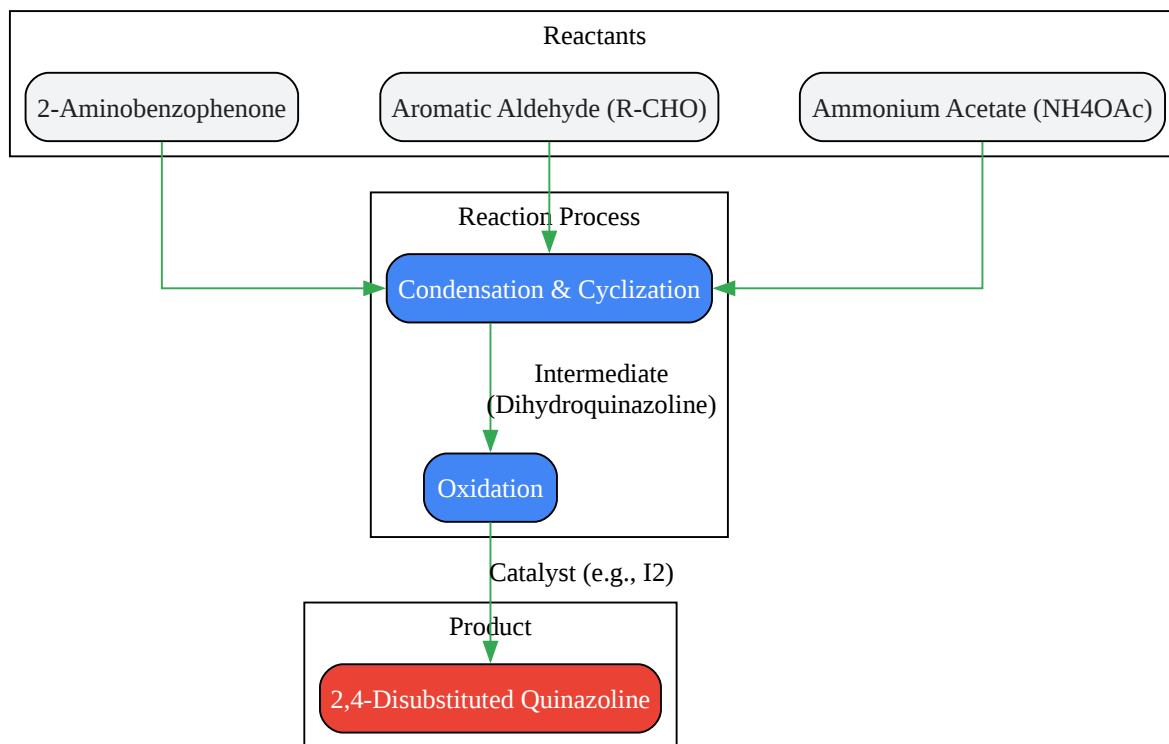 Reactants
2-Aminobenzophenone
Aromatic Aldehyde (R-CHO)
Ammonium Acetate (NH4OAc)
Reaction Process
Condensation & Cyclization
Intermediate
(Dihydroquinazoline)
Oxidation
Catalyst (e.g., I2)
Product
2,4-Disubstituted Quinazoline